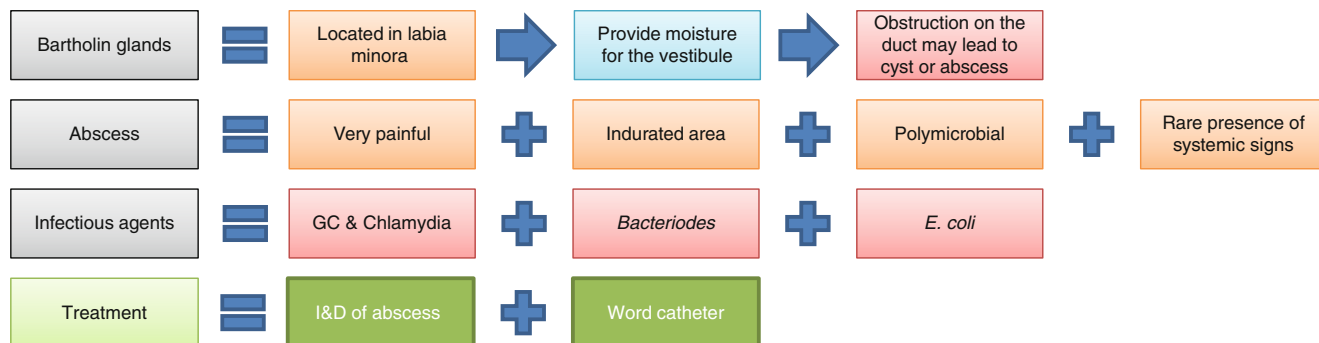 Bartholin glands
Located in labia
minora
Provide moisture
for the vestibule
Obstruction on the
duct may lead to
cyst or abscess
Abscess
Very painful
Indurated area
Polymicrobial
Rare presence of
systemic signs
Infectious agents
GC & Chlamydia
Bacteriodes
E. coli
Treatment
I&D of abscess
Word catheter